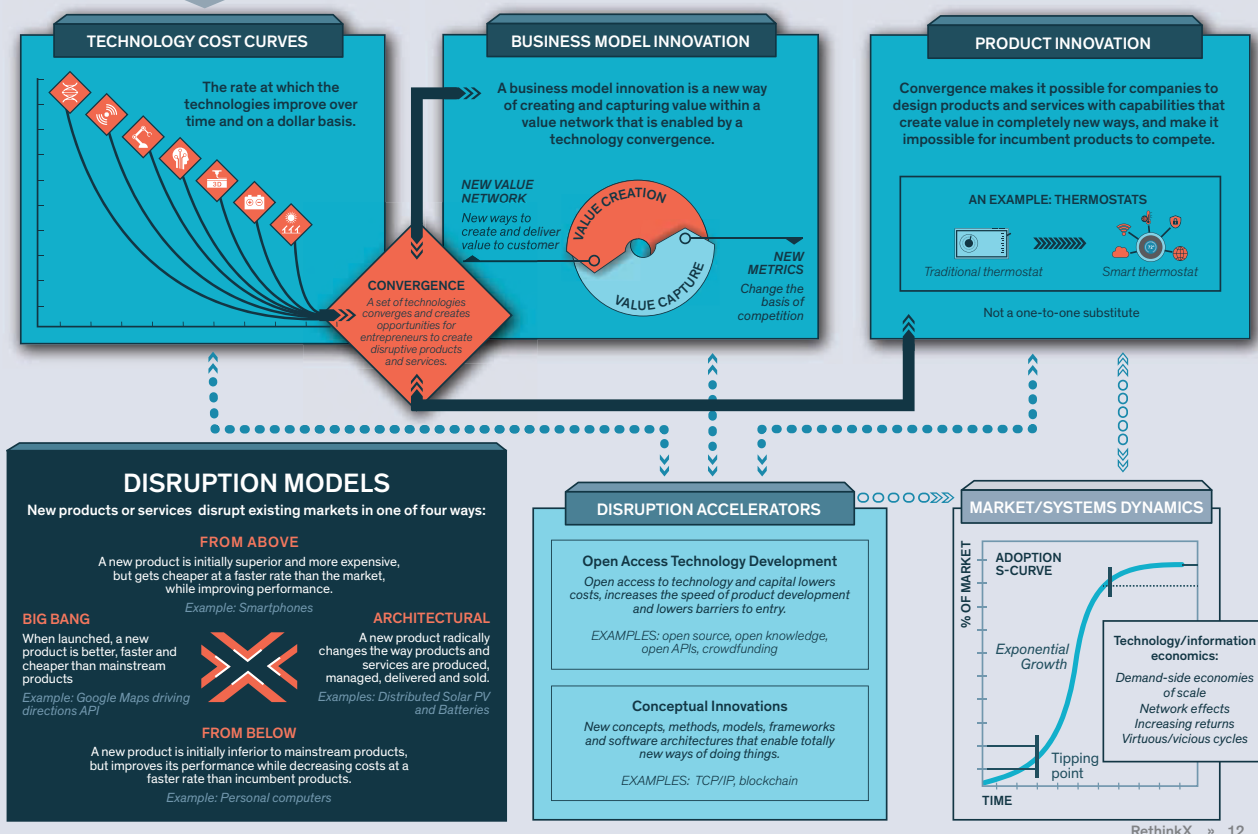 TECHNOLOGY COST CURVES
The rate at which the
technologies improve over
time and on a dollar basis.
3D
CONVERGENCE
A set of technologies
converges and creates
opportunities for
entrepreneurs to create
disruptive products
and services.
BUSINESS MODEL INNOVATION
A business model innovation is a new way
of creating and capturing value within a
value network that is enabled by a
technology convergence.
NEW VALUE
NETWORK
New ways to
create and deliver
value to customer
VALUE CREATION
VALUE CAPTURE
NEW
METRICS
Change the
basis of
competition
PRODUCT INNOVATION
Convergence makes it possible for companies to
design products and services with capabilities that
create value in completely new ways, and make it
impossible for incumbent products to compete.
AN EXAMPLE: THERMOSTATS
Traditional thermostat
Smart thermostat
Not a one-to-one substitute
DISRUPTION MODELS
New products or services disrupt existing markets in one of four ways:
FROM ABOVE
A new product is initially superior and more expensive,
but gets cheaper at a faster rate than the market,
while improving performance.
Example: Smartphones
BIG BANG
When launched, a new
product is better, faster and
cheaper than mainstream
products
Example: Google Maps driving
directions API
ARCHITECTURAL
A new product radically
changes the way products and
services are produced,
managed, delivered and sold.
Examples: Distributed Solar PV
and Batteries
FROM BELOW
A new product is initially inferior to mainstream products,
but improves its performance while decreasing costs at a
faster rate than incumbent products.
Example: Personal computers
DISRUPTION ACCELERATORS
Open Access Technology Development
Open access to technology and capital lowers
costs, increases the speed of product development
and lowers barriers to entry.
EXAMPLES: open source, open knowledge,
open APIs, crowdfunding
Conceptual Innovations
New concepts, methods, models, frameworks
and software architectures that enable totally
new ways of doing things.
EXAMPLES: TCP/IP, blockchain
MARKET/SYSTEMS DYNAMICS
% OF MARKET
ADOPTION
S-CURVE
Exponential
Growth
Tipping
point
TIME
Technology/information
economics:
Demand-side economies
of scale
Network effects
Increasing returns
Virtuous/vicious cycles
RethinkX » 12